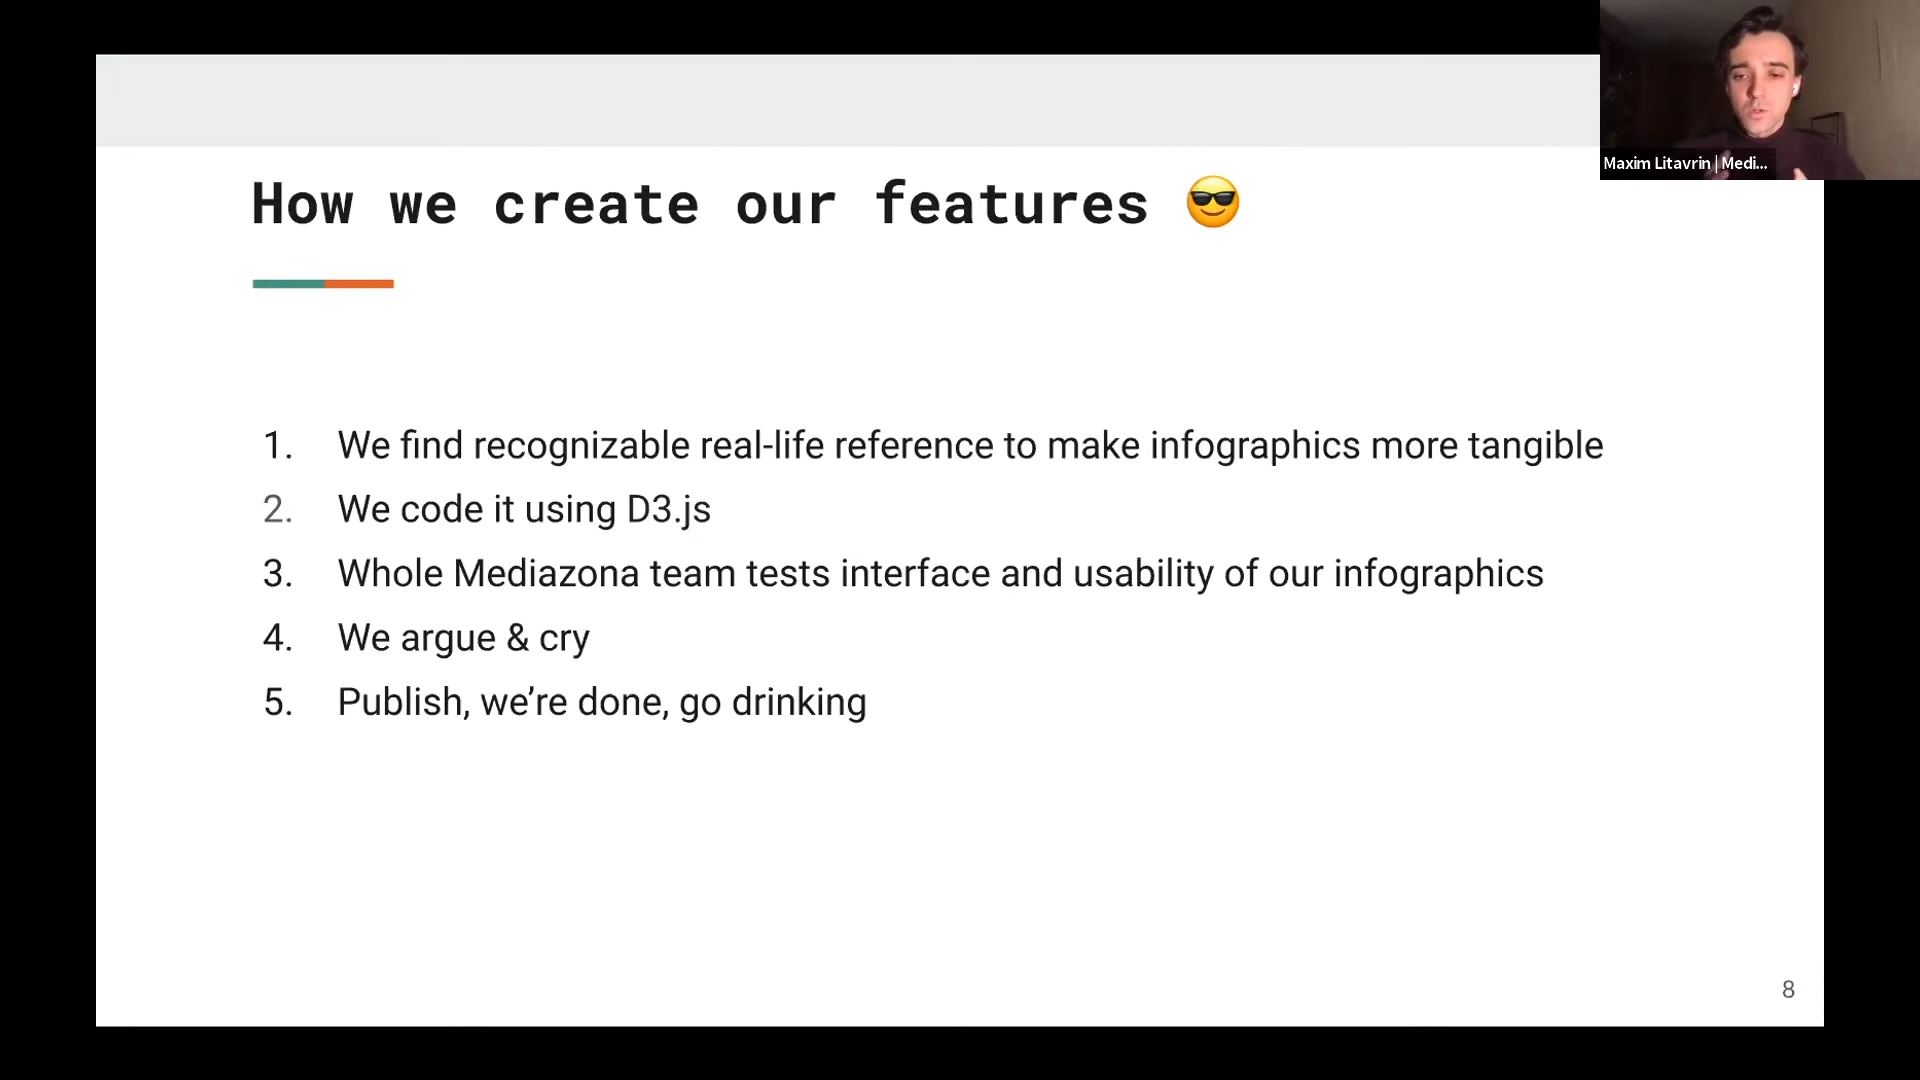 Maxim Litavrin | Medi...
How we create our features 😎
1. We find recognizable real-life reference to make infographics more tangible
2. We code it using D3.js
3. Whole Mediazona team tests interface and usability of our infographics
4. We argue & cry
5. Publish, we’re done, go drinking
8